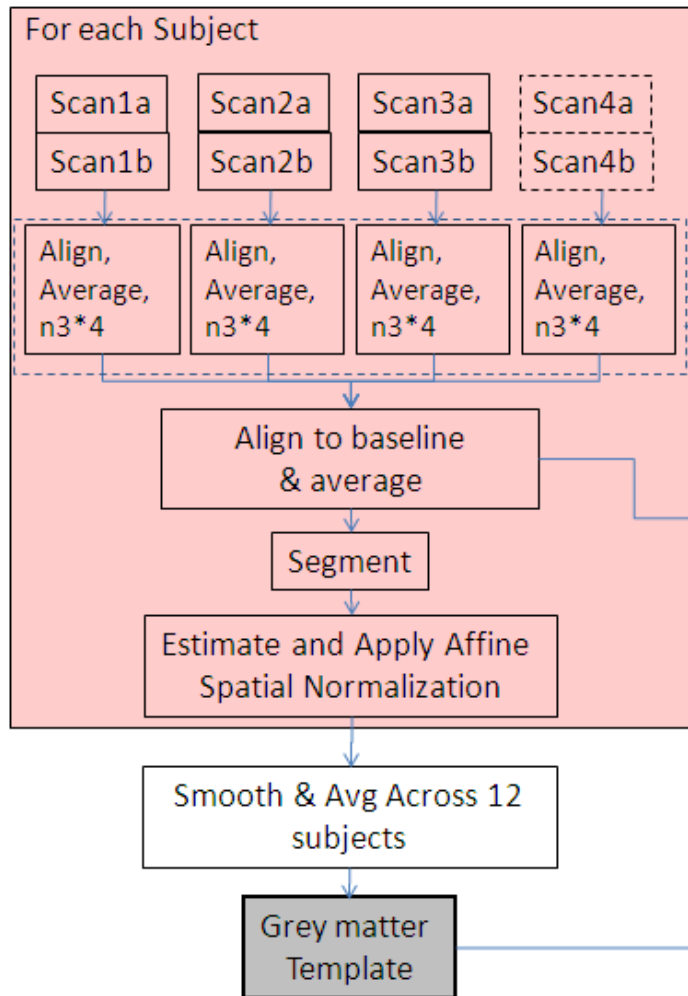 For each Subject
Scan1a
Scan2a
Scan3a
Scan4a
Scan1b
Scan2b
Scan3b
Scan4b
Align,
Average,
n3*4
Align,
Average,
n3*4
Align,
Average,
n3*4
Align,
Average,
n3*4
Align to baseline
& average
Segment
Estimate and Apply Affine
Spatial Normalization
Smooth & Avg Across 12
subjects
Grey matter
Template